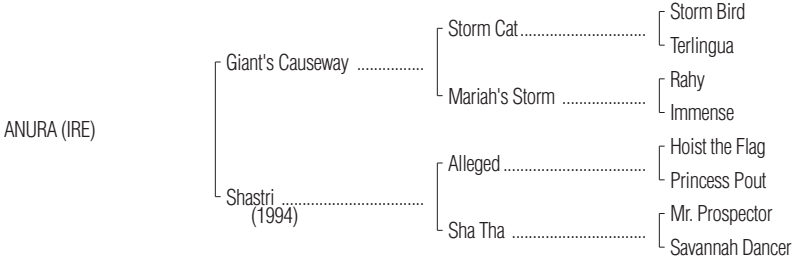 Storm Bird
Storm Cat..............................
Terlingua
Giant's Causeway ................
Rahy
Mariah's Storm ....................
Immense
ANURA (IRE)
Hoist the Flag
Alleged..................................
Princess Pout
Shastri ..................................
(1994)
Mr. Prospector
Sha Tha ................................
Savannah Dancer